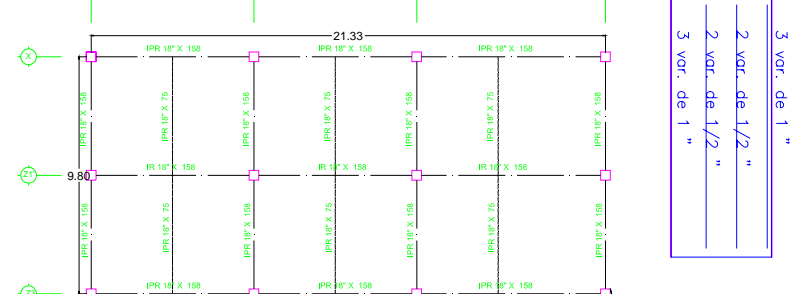 21.33
IPR 18" X 158
IPR 18" X 158
IPR 18" X 158
X
IPR 18" X 158
IPR 18" X 75
IPR 18" X 158
IPR 18" X 75
IPR 18" X 158
IPR 18" X 75
IPR 18" X 158
IR 18" X 158
IR 18" X 158
IR 18" X 158
Z1
9.80
IPR 18" X 158
IPR 18" X 75
IPR 18" X 158
IPR 18" X 75
IPR 18" X 158
IPR 18" X 75
IPR 18" X 158
IPR 18" X 158
IPR 18" X 158
IPR 18" X 158
3 var. de 1 "
2 var. de 1/2 "
2 var. de 1/2 "
3 var. de 1 "